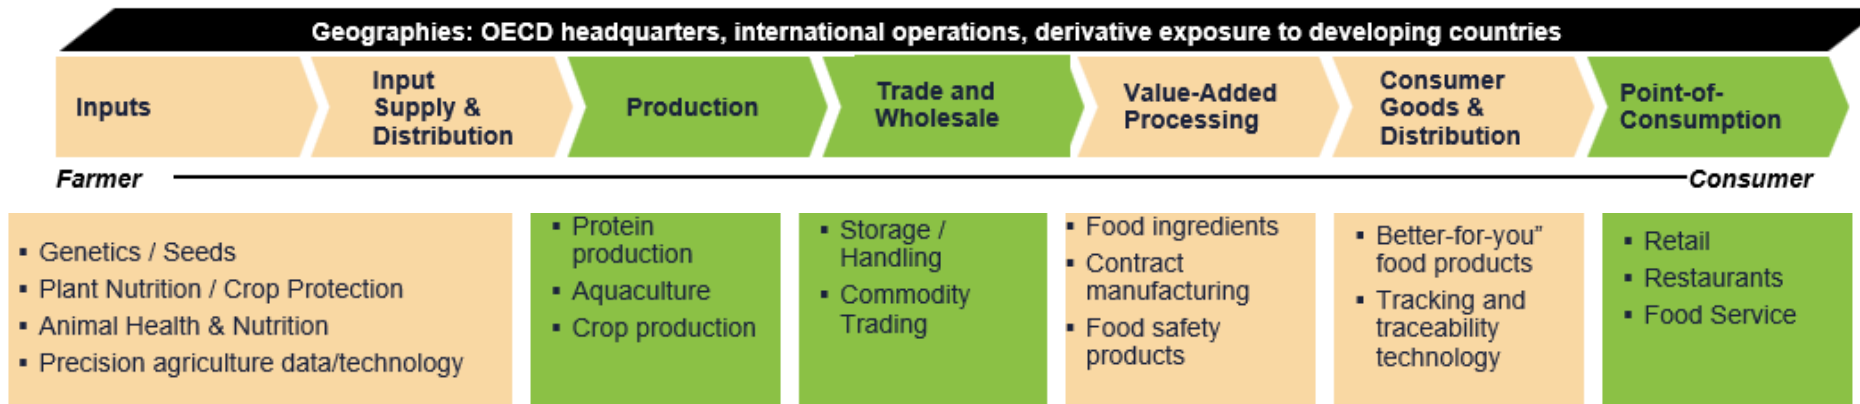 Geographies: OECD headquarters, international operations, derivative exposure to developing countries
Inputs
Input
Supply &
Distribution
Production
Trade and
Wholesale
Value-Added
Processing
Consumer
Goods &
Distribution
Point-of-
Consumption
Farmer
Consumer
▪ Genetics / Seeds
▪ Plant Nutrition / Crop Protection
▪ Animal Health & Nutrition
▪ Precision agriculture data/technology
▪ Protein
production
▪ Aquaculture
▪ Crop production
▪ Storage /
Handling
▪ Commodity
Trading
▪ Food ingredients
▪ Contract
manufacturing
▪ Food safety
products
▪ Better-for-you”
food products
▪ Tracking and
traceability
technology
▪ Retail
▪ Restaurants
▪ Food Service